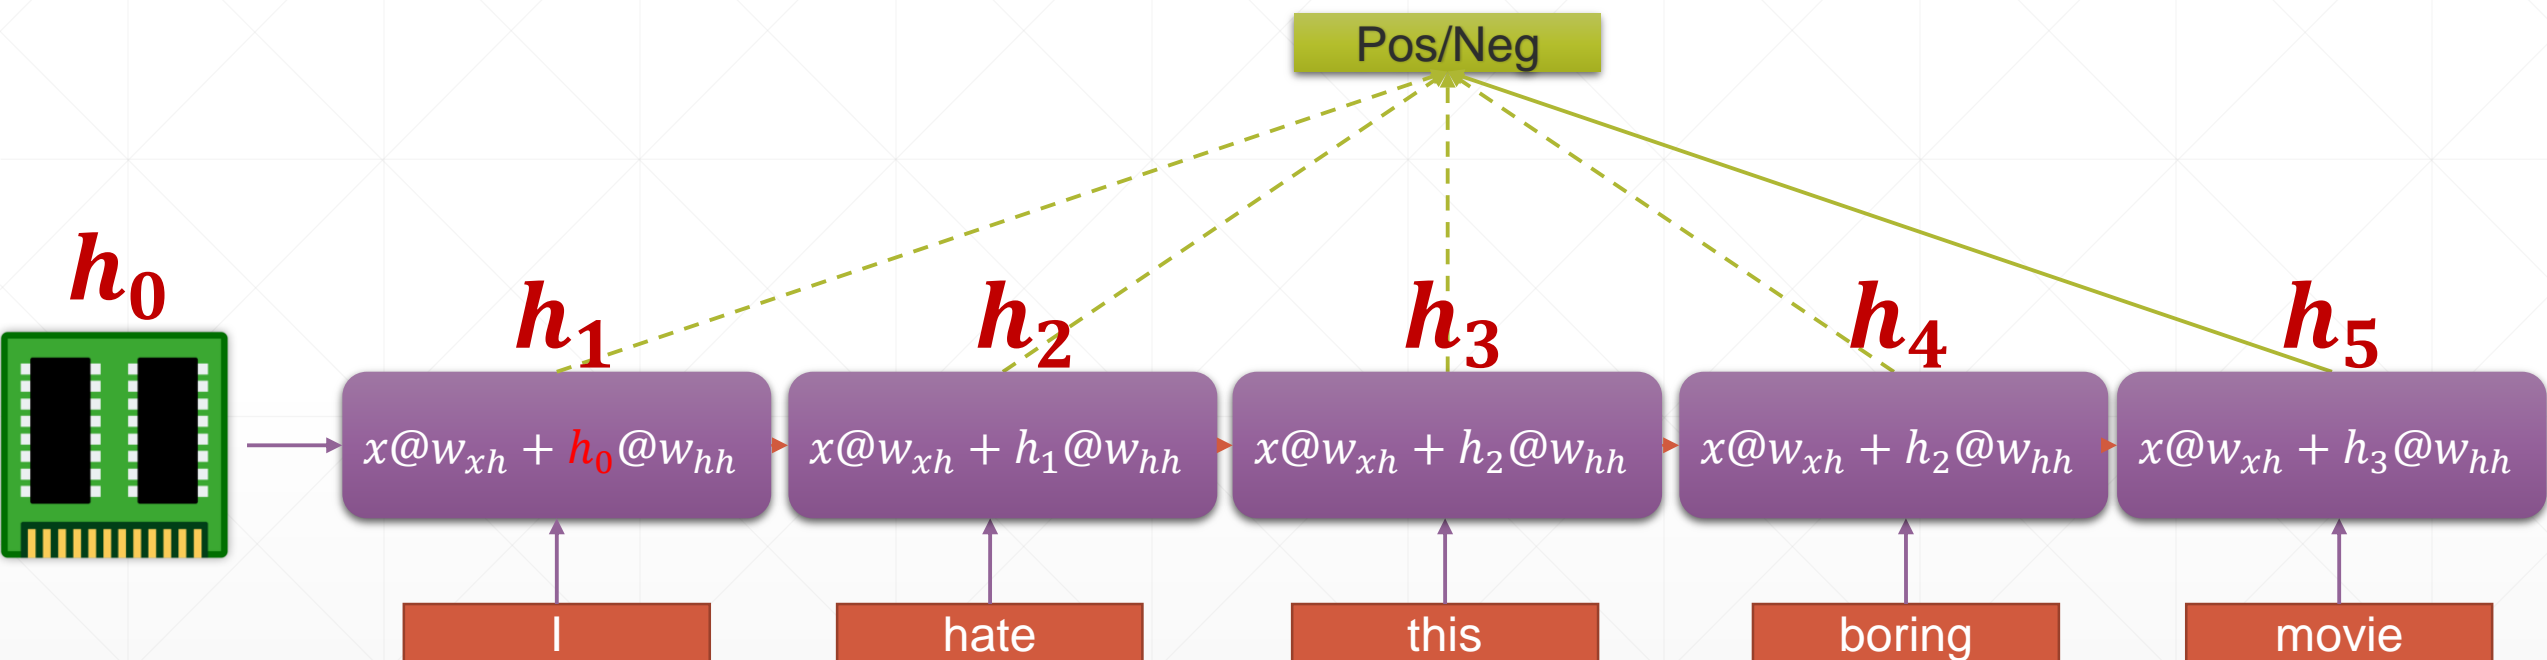 Pos/Neg
h₀
h₁
h₂
h₃
h₄
h₅
x@wₓₕ + h₀@wₕₕ
x@wₓₕ + h₁@wₕₕ
x@wₓₕ + h₂@wₕₕ
x@wₓₕ + h₂@wₕₕ
x@wₓₕ + h₃@wₕₕ
I
hate
this
boring
movie